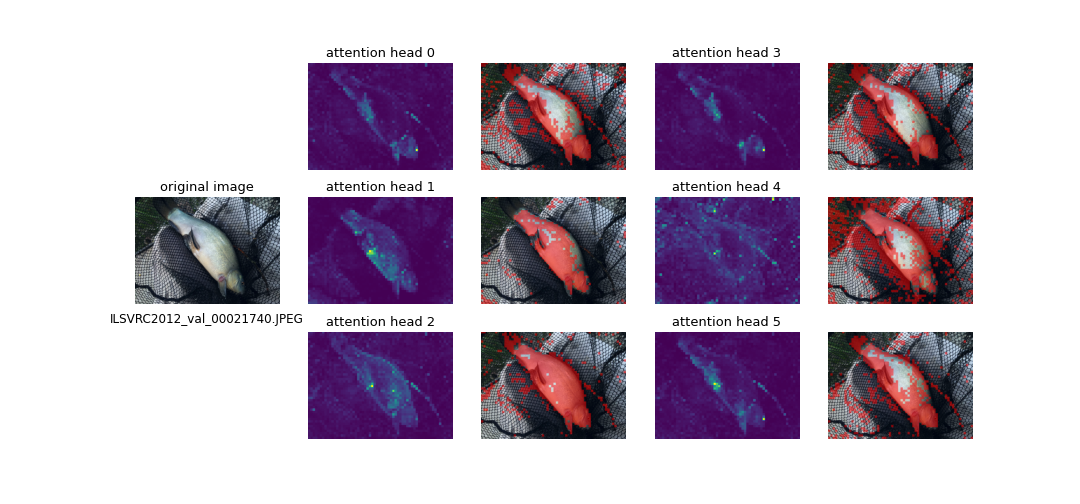 attention head 0
attention head 3
original image
attention head 1
attention head 4
ILSVRC2012_val_00021740.JPEG
attention head 2
attention head 5